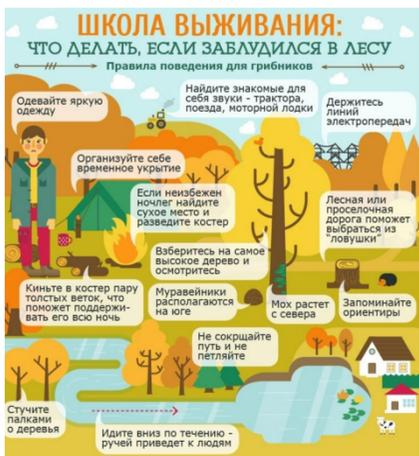 ШКОЛА ВЫЖИВАНИЯ:
ЧТО ДЕЛАТЬ, ЕСЛИ ЗАБЛУДИЛСЯ В ЛЕСУ
Правила поведения для грибников
Одевайте яркую
одежду
Найдите знакомые для
себя звуки - трактора,
поезда, моторной лодки
Держитесь
линий
электропередач
Организуйте себе
временное укрытие
Если неизбежен
ночлег найдите
сухое место и
разведите костер
Лесная или
проселочная
дорога поможет
выбраться из
"ловушки"
Взберитесь на самое
высокое дерево и
осмотритесь
Киньте в костер пару
толстых веток, что
поможет поддержи-
вать его всю ночь
Муравейники
располагаются
на юге
Мох растет
с севера
Запоминайте
ориентиры
Не сокрщайте
путь и не
петляйте
Стучите
палками
о деревья
Идите вниз по течению -
ручей приведет к людям